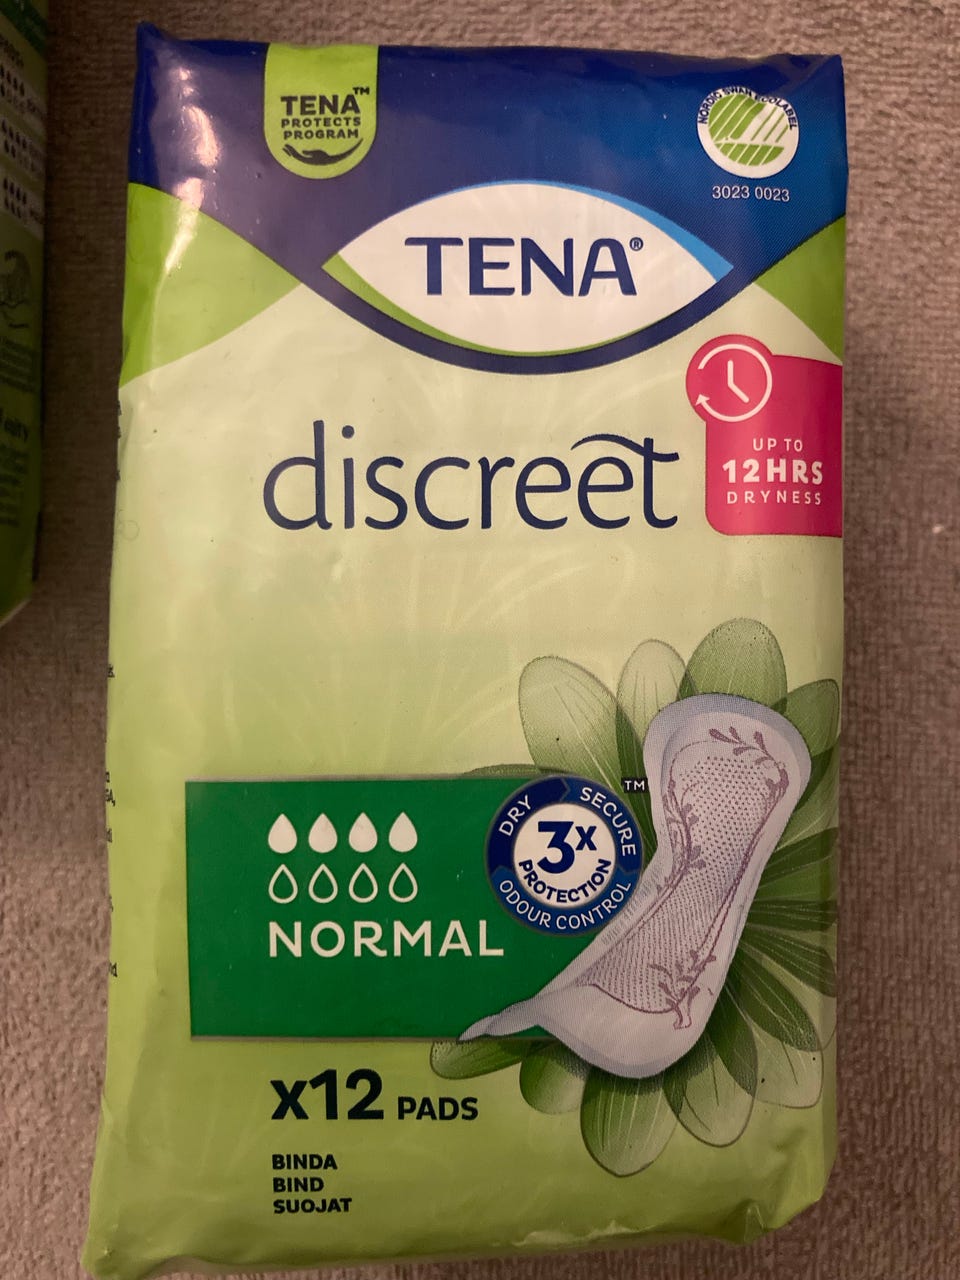 TENA™
PROTECTS
PROGRAM
NORDIC SWAN ECOLABEL
3023 0023
TENA®
discreet
UP TO
12HRS
DRYNESS
NORMAL
DRY
SECURE
™
3x
PROTECTION
ODOUR CONTROL
x12 PADS
BINDA
BIND
SUOJAT